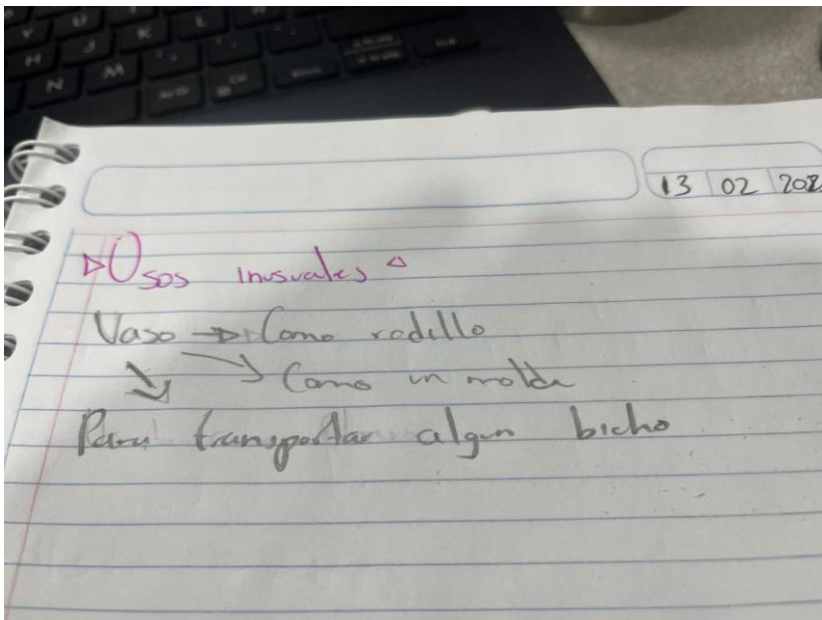 13 02 202
▷Usos inusuales ◁
Vaso → Como rodillo
↘ → Como un molde
Para transportar algun bicho